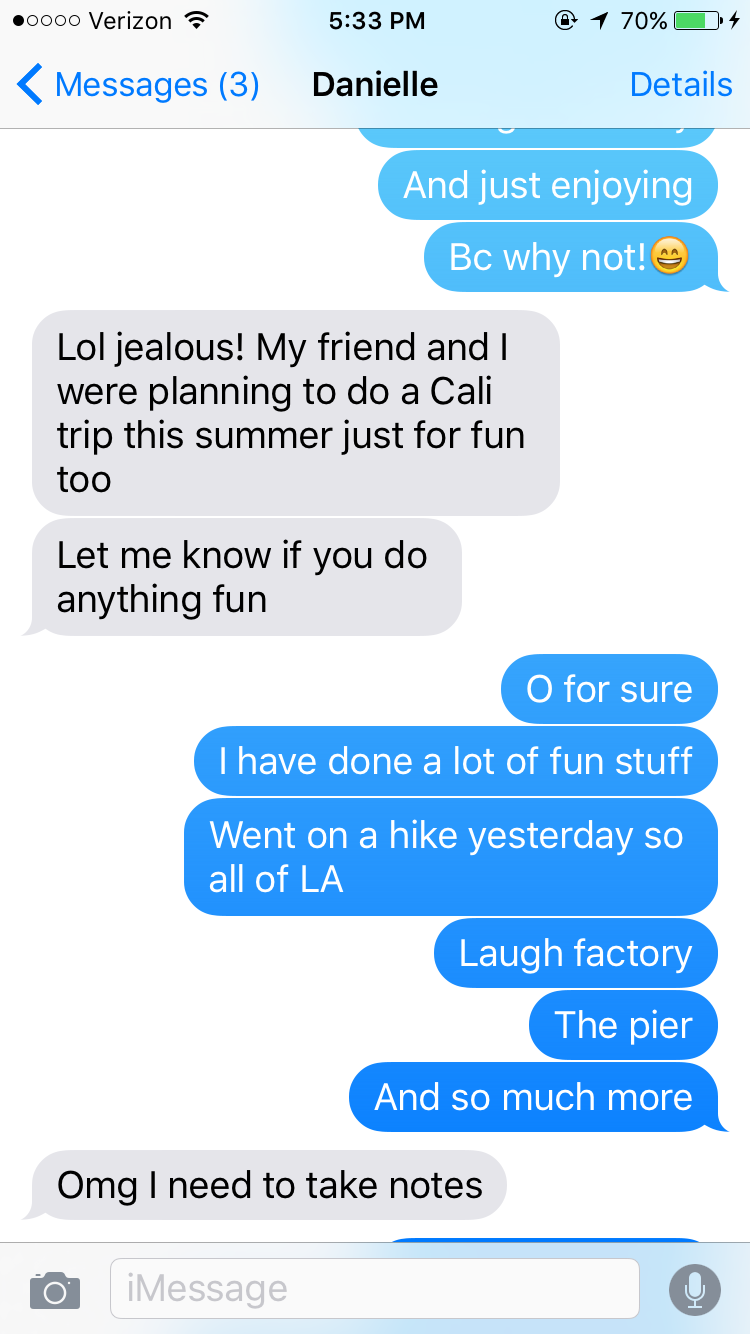 Verizon 5:33 PM 70%
Messages (3) Danielle Details
And just enjoying
Bc why not!😄
Lol jealous! My friend and I
were planning to do a Cali
trip this summer just for fun
too
Let me know if you do
anything fun
O for sure
I have done a lot of fun stuff
Went on a hike yesterday so
all of LA
Laugh factory
The pier
And so much more
Omg I need to take notes
iMessage